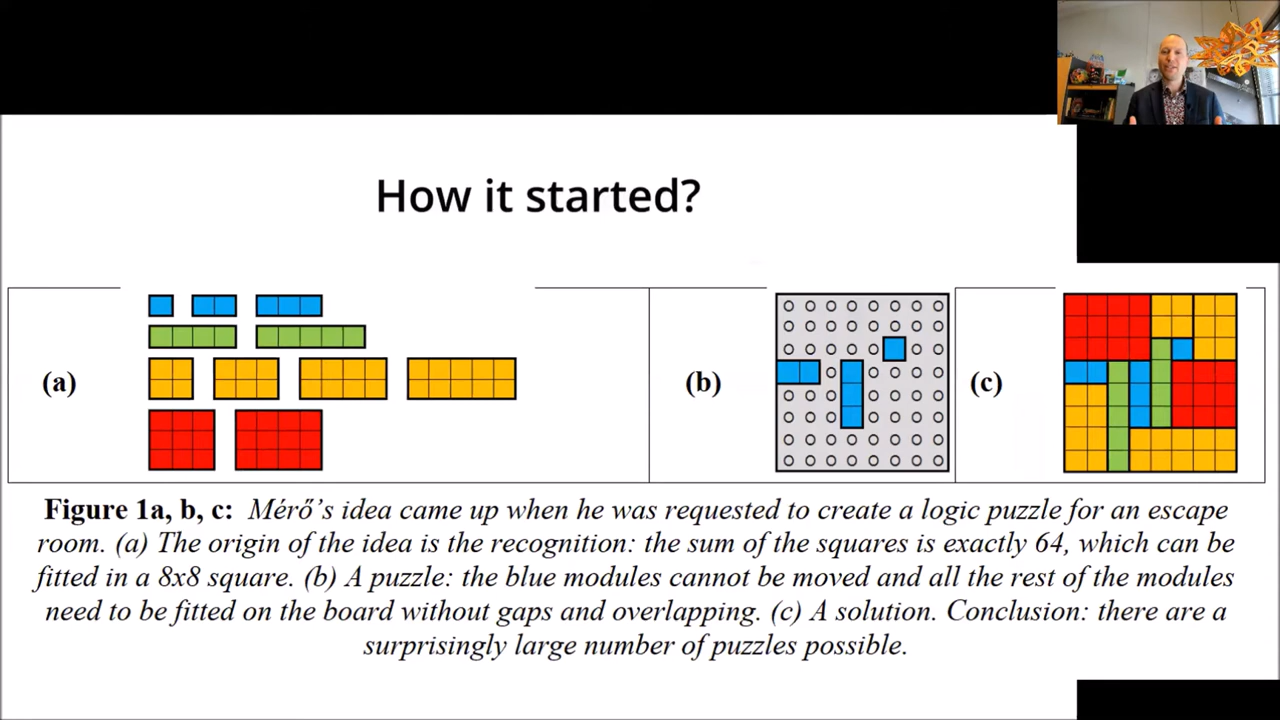 How it started?
(a)
(b)
(c)
Figure 1a, b, c: Mérő’s idea came up when he was requested to create a logic puzzle for an escape
room. (a) The origin of the idea is the recognition: the sum of the squares is exactly 64, which can be
fitted in a 8x8 square. (b) A puzzle: the blue modules cannot be moved and all the rest of the modules
need to be fitted on the board without gaps and overlapping. (c) A solution. Conclusion: there are a
surprisingly large number of puzzles possible.